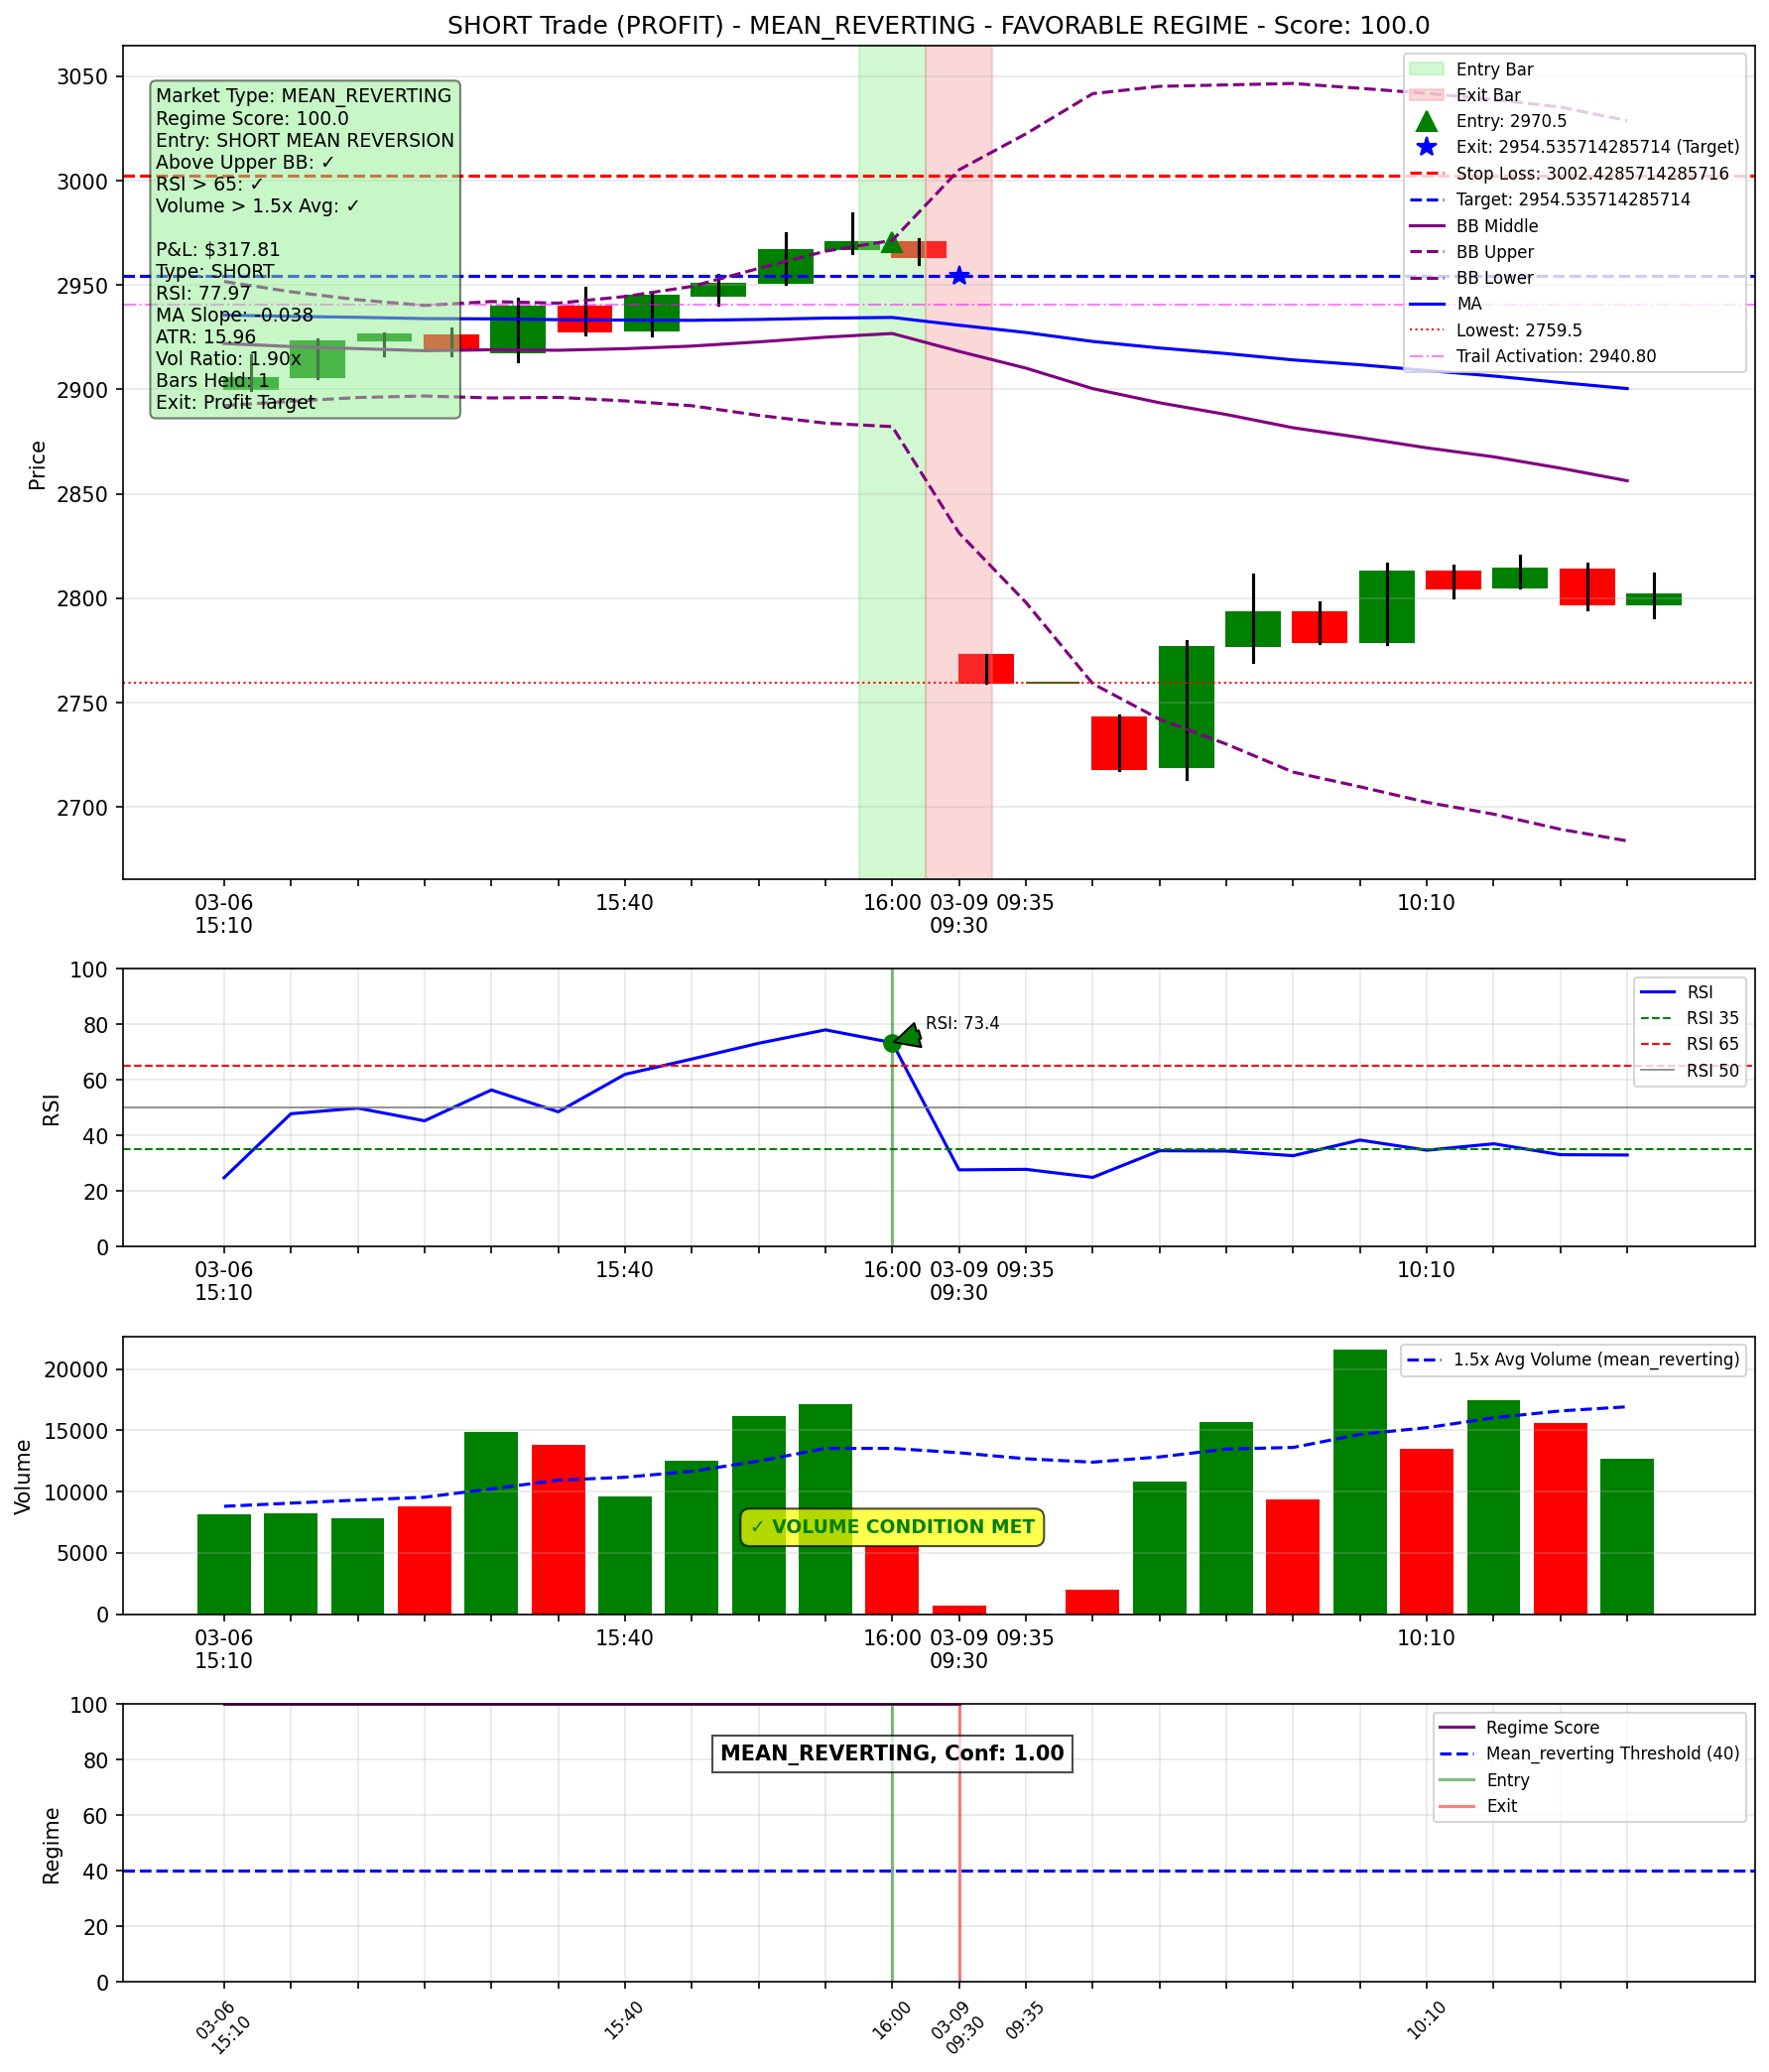 SHORT Trade (PROFIT) - MEAN_REVERTING - FAVORABLE REGIME - Score: 100.0
Market Type: MEAN_REVERTING
Regime Score: 100.0
Entry: SHORT MEAN REVERSION
Above Upper BB: ✓
RSI > 65: ✓
Volume > 1.5x Avg: ✓
P&L: $317.81
Type: SHORT
RSI: 77.97
MA Slope: -0.038
ATR: 15.96
Vol Ratio: 1.90x
Bars Held: 1
Exit: Profit Target
Entry Bar
Exit Bar
Entry: 2970.5
Exit: 2954.535714285714 (Target)
Stop Loss: 3002.4285714285716
Target: 2954.535714285714
BB Middle
BB Upper
BB Lower
MA
Lowest: 2759.5
Trail Activation: 2940.80
Price
3050
3000
2950
2900
2850
2800
2750
2700
03-06
15:10
15:40
16:00
03-09
09:30
09:35
10:10
RSI
100
80
60
40
20
0
RSI: 73.4
RSI
RSI 35
RSI 65
RSI 50
03-06
15:10
15:40
16:00
03-09
09:30
09:35
10:10
Volume
20000
15000
10000
5000
0
✓ VOLUME CONDITION MET
1.5x Avg Volume (mean_reverting)
03-06
15:10
15:40
16:00
03-09
09:30
09:35
10:10
Regime
100
80
60
40
20
0
MEAN_REVERTING, Conf: 1.00
Regime Score
Mean_reverting Threshold (40)
Entry
Exit
03-06
15:10
15:40
16:00
03-09
09:30
09:35
10:10